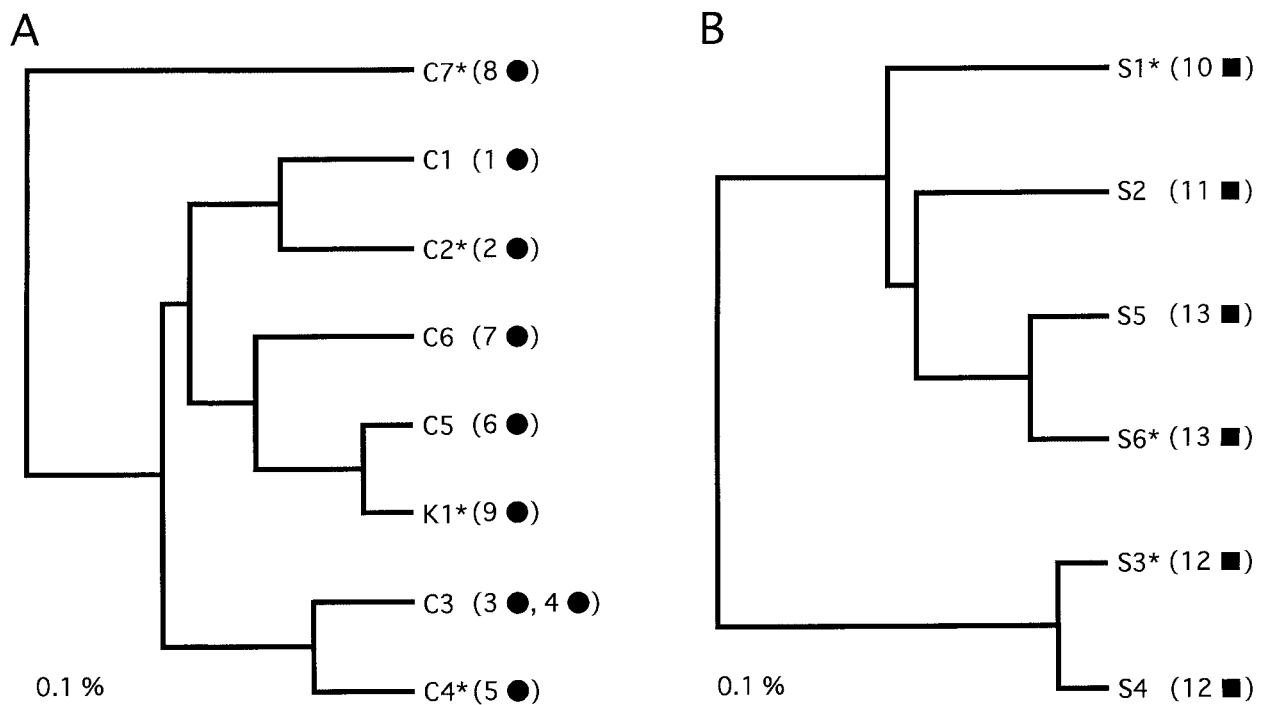 A
C7* (8 ●)
C1 (1 ●)
C2* (2 ●)
C6 (7 ●)
C5 (6 ●)
K1* (9 ●)
C3 (3 ●, 4 ●)
C4* (5 ●)
0.1 %
B
S1* (10 ■)
S2 (11 ■)
S5 (13 ■)
S6* (13 ■)
S3* (12 ■)
S4 (12 ■)
0.1 %